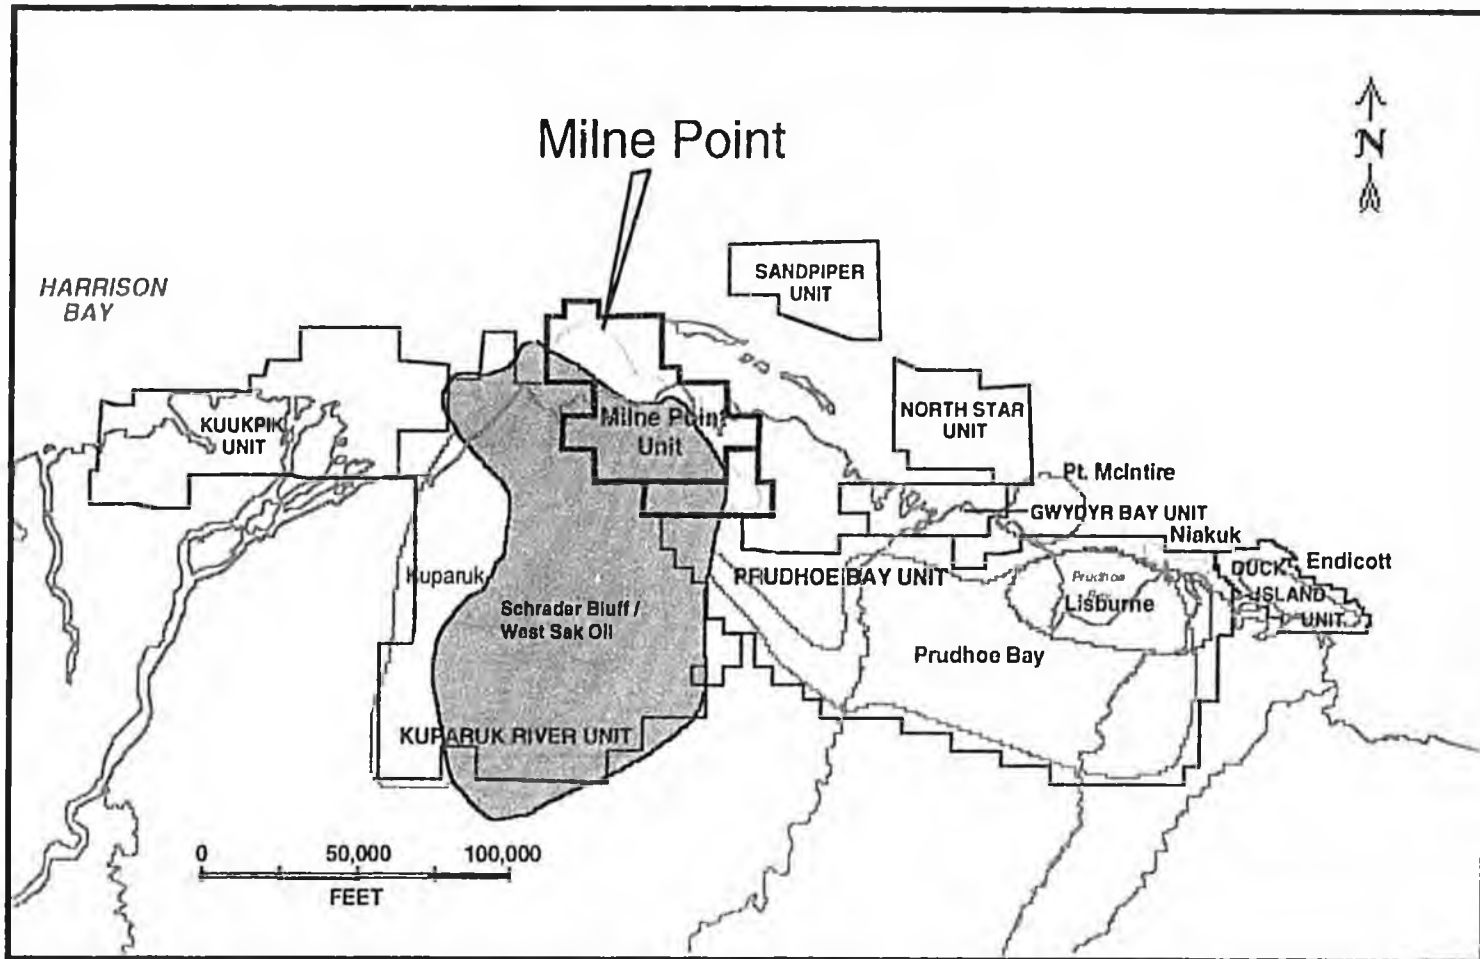 Milne Point
N
SANDPIPER
UNIT
HARRISON
BAY
KUUKPIK
UNIT
Milne Point
Unit
NORTH STAR
UNIT
Pt. McIntire
GWYDYR BAY UNIT
Niakuk
Endicott
DUCK
ISLAND
UNIT
Kuparuk
PRUDHOE BAY UNIT
Prudhoe
Bay
Lisburne
Schrader Bluff /
West Sak Oil
Prudhoe Bay
KUPARUK RIVER UNIT
0 50,000 100,000
FEET